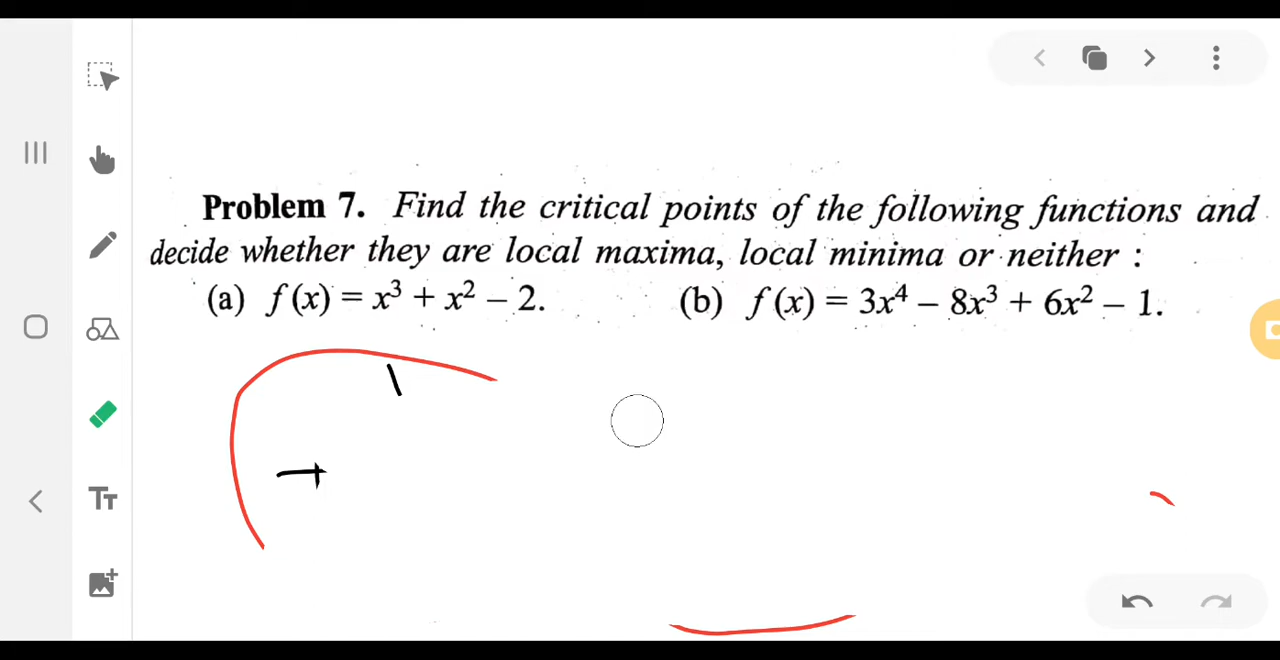 Problem 7. Find the critical points of the following functions and
decide whether they are local maxima, local minima or neither :
(a) f(x) = x³ + x² – 2. (b) f(x) = 3x⁴ – 8x³ + 6x² – 1.
TT